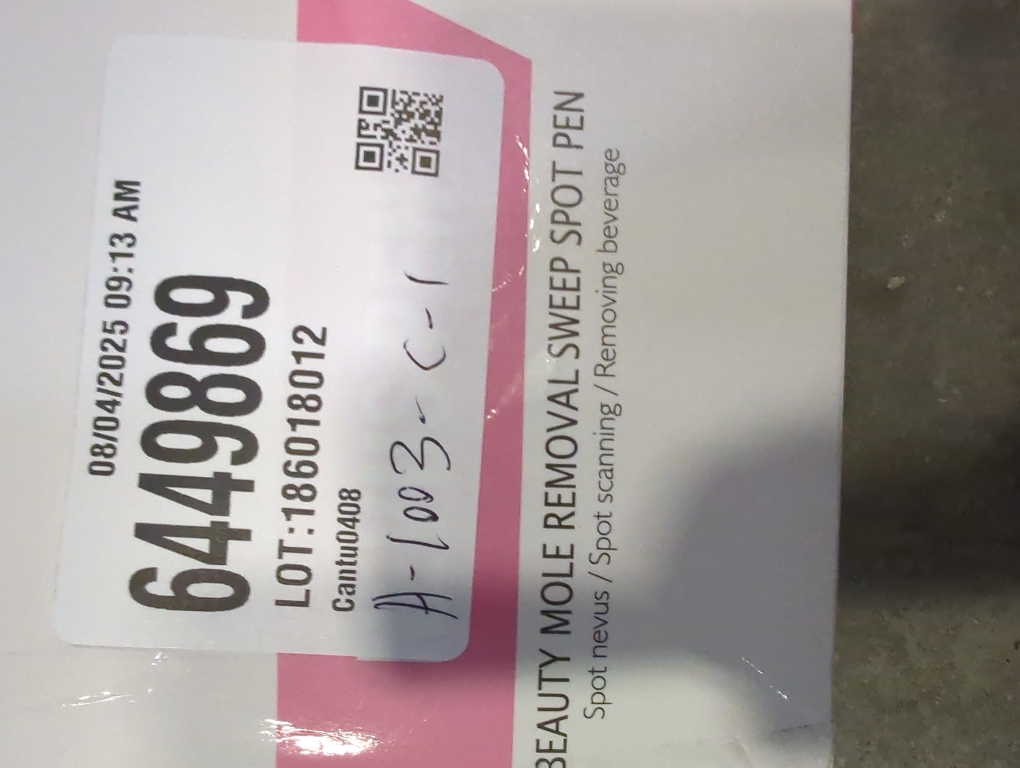 08/04/2025 09:13 AM
6449869
LOT:186018012
Cantu0408
A-1003-C-1
BEAUTY MOLE REMOVAL SWEEP SPOT PEN
Spot nevus / Spot scanning / Removing beverage